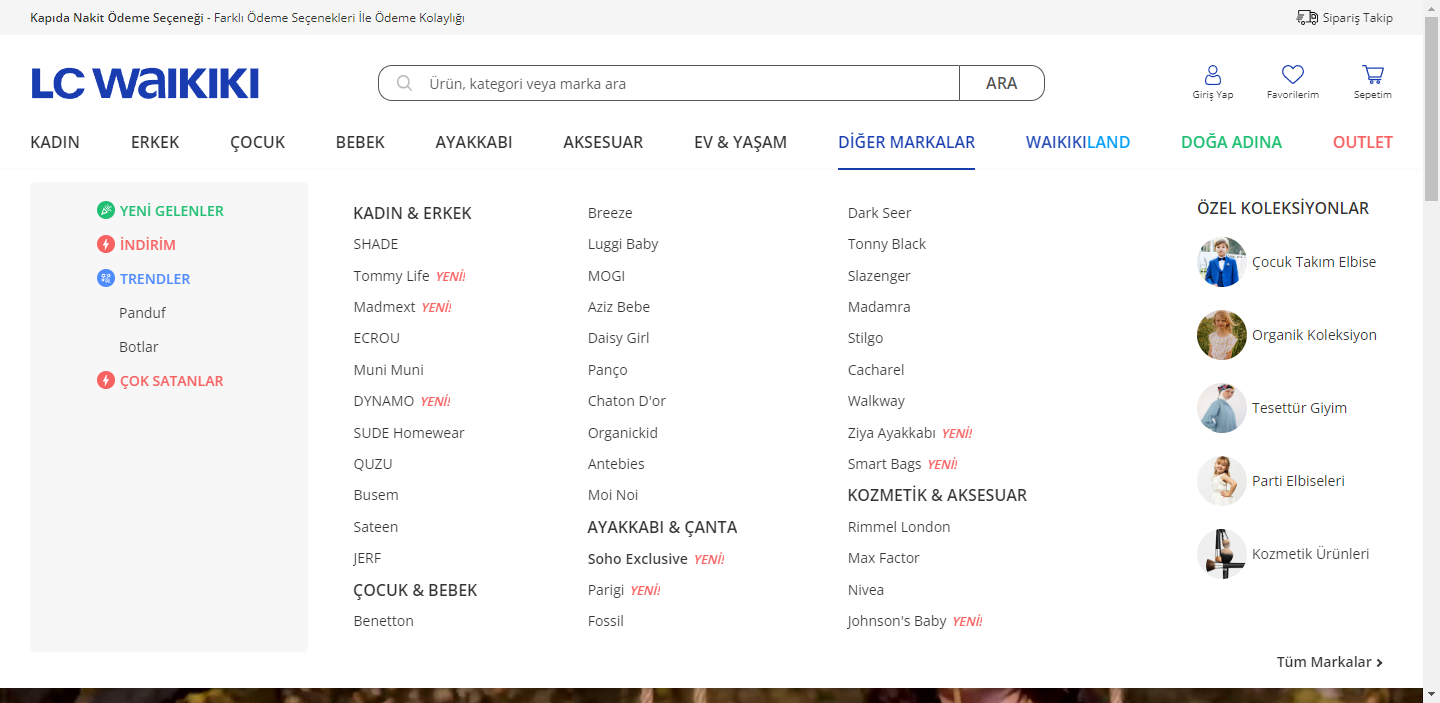 Kapıda Nakit Ödeme Seçeneği - Farklı Ödeme Seçenekleri İle Ödeme Kolaylığı
Sipariş Takip
LC WAIKIKI
Ürün, kategori veya marka ara
ARA
Giriş Yap
Favorilerim
Sepetim
KADIN
ERKEK
ÇOCUK
BEBEK
AYAKKABI
AKSESUAR
EV & YAŞAM
DİĞER MARKALAR
WAIKIKILAND
DOĞA ADINA
OUTLET
YENİ GELENLER
İNDİRİM
TRENDLER
Panduf
Botlar
ÇOK SATANLAR
KADIN & ERKEK
SHADE
Tommy Life YENİ!
Madmext YENİ!
ECROU
Muni Muni
DYNAMO YENİ!
SUDE Homewear
QUZU
Busem
Sateen
JERF
ÇOCUK & BEBEK
Benetton
Breeze
Luggi Baby
MOGI
Aziz Bebe
Daisy Girl
Panço
Chaton D'or
Organickid
Antebies
Moi Noi
AYAKKABI & ÇANTA
Soho Exclusive YENİ!
Parigi YENİ!
Fossil
Dark Seer
Tonny Black
Slazenger
Madamra
Stilgo
Cacharel
Walkway
Ziya Ayakkabı YENİ!
Smart Bags YENİ!
KOZMETİK & AKSESUAR
Rimmel London
Max Factor
Nivea
Johnson's Baby YENİ!
ÖZEL KOLEKSİYONLAR
Çocuk Takım Elbise
Organik Koleksiyon
Tesettür Giyim
Parti Elbiseleri
Kozmetik Ürünleri
Tüm Markalar